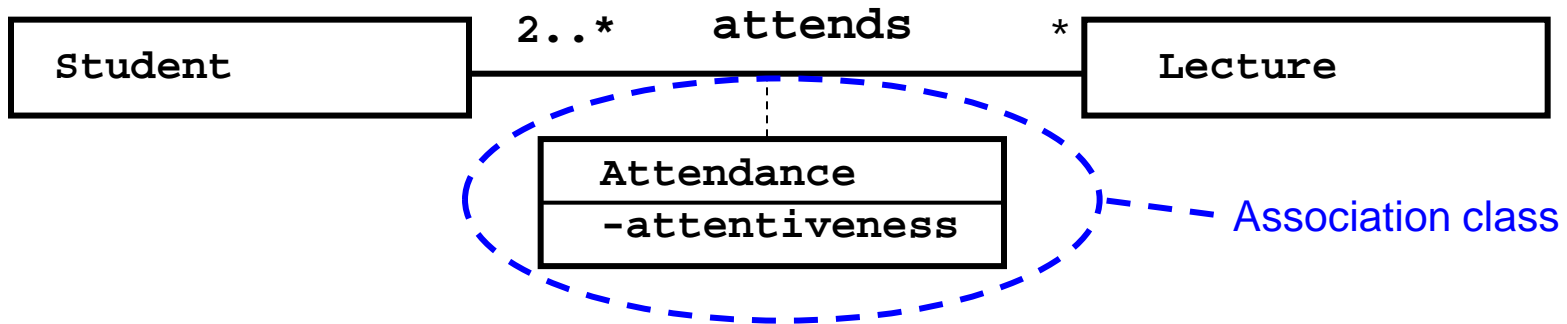 2..* attends *
Student Lecture
Attendance
-attentiveness
Association class